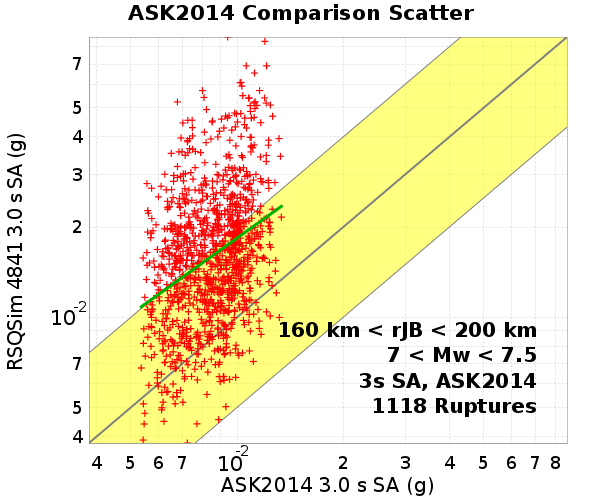 ASK2014 Comparison Scatter
RSQSim 4841 3.0 s SA (g)
7
5
4
3
2
10-2
7
5
4
160 km < rJB < 200 km
7 < Mw < 7.5
3s SA, ASK2014
1118 Ruptures
4 5 6 7 10-2 2 3 4 5 6 7 8
ASK2014 3.0 s SA (g)